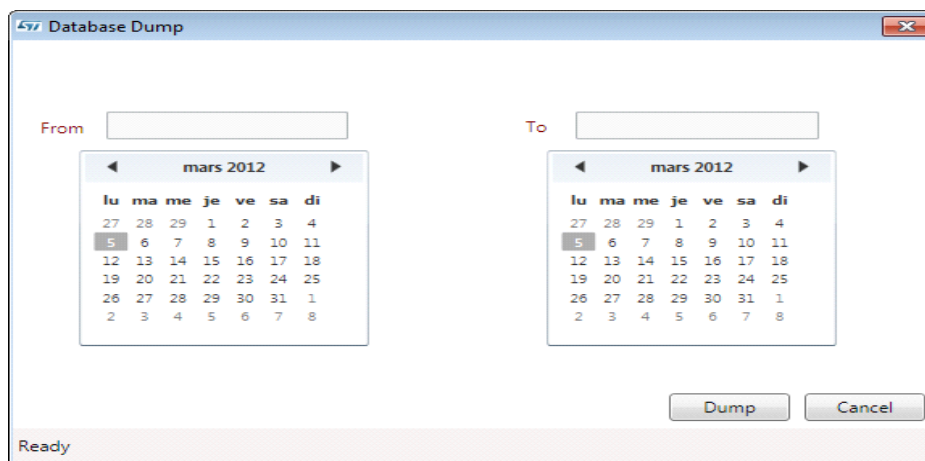 Database Dump
From
To
mars 2012
lu ma me je ve sa di
27 28 29 1 2 3 4
5 6 7 8 9 10 11
12 13 14 15 16 17 18
19 20 21 22 23 24 25
26 27 28 29 30 31 1
2 3 4 5 6 7 8
mars 2012
lu ma me je ve sa di
27 28 29 1 2 3 4
5 6 7 8 9 10 11
12 13 14 15 16 17 18
19 20 21 22 23 24 25
26 27 28 29 30 31 1
2 3 4 5 6 7 8
Dump
Cancel
Ready